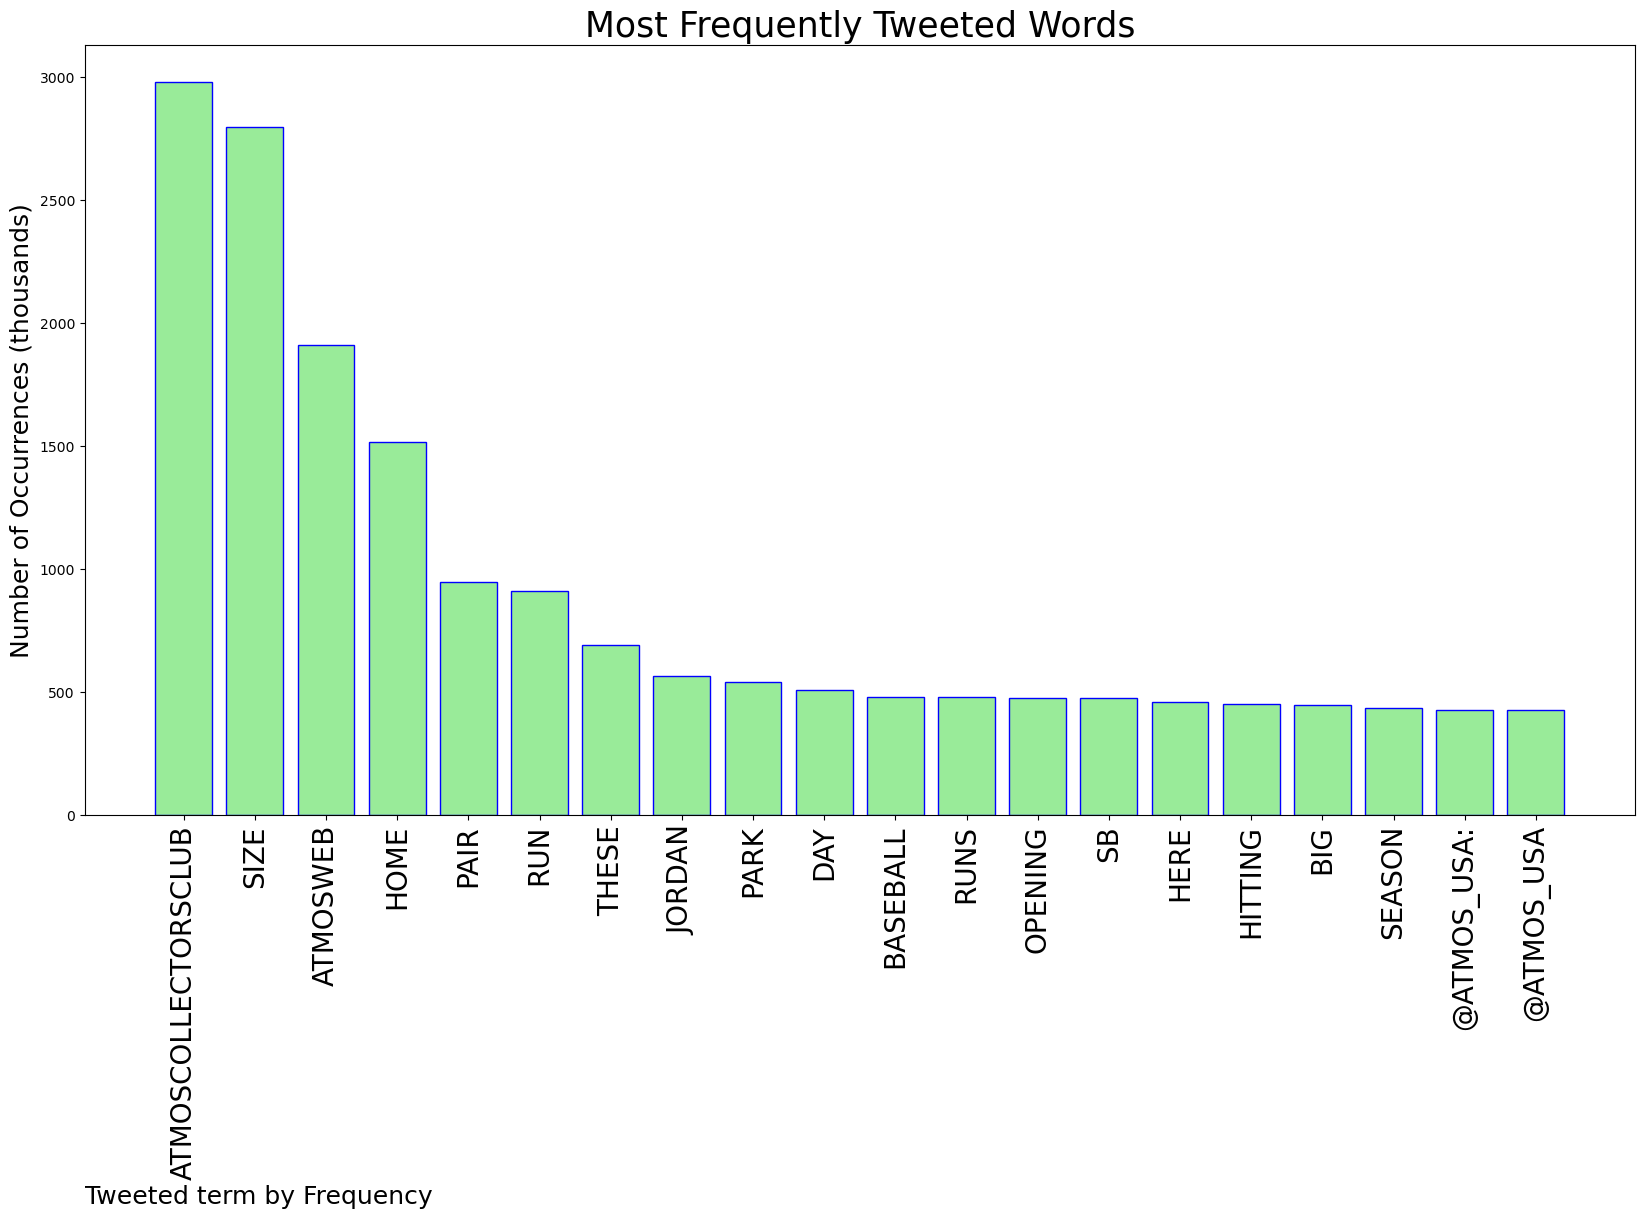 Most Frequently Tweeted Words
Number of Occurrences (thousands)
3000
2500
2000
1500
1000
500
0
ATMOSCOLLECTORSCLUB
SIZE
ATMOSWEB
HOME
PAIR
RUN
THESE
JORDAN
PARK
DAY
BASEBALL
RUNS
OPENING
SB
HERE
HITTING
BIG
SEASON
@ATMOS_USA:
@ATMOS_USA
Tweeted term by Frequency